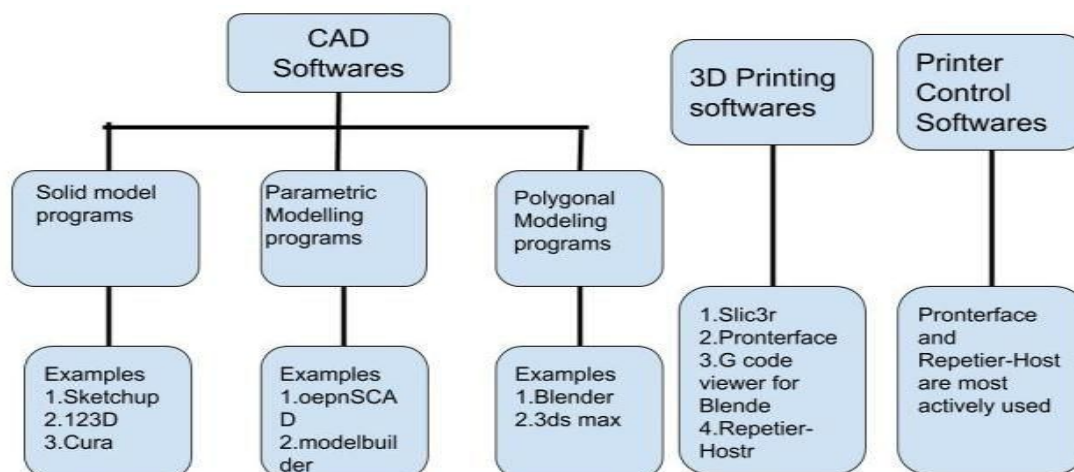 CAD
Softwares
3D Printing
softwares
Printer
Control
Softwares
Solid model
programs
Parametric
Modelling
programs
Polygonal
Modeling
programs
Examples
1.Sketchup
2.123D
3.Cura
Examples
1.oepnSCA
D
2.modelbui
der
Examples
1.Blender
2.3ds max
1.Slic3r
2.Pronterface
3.G code
viewer for
Blende
4.Repetier-
Hostr
Pronterface
and
Repetier-Host
are most
actively used